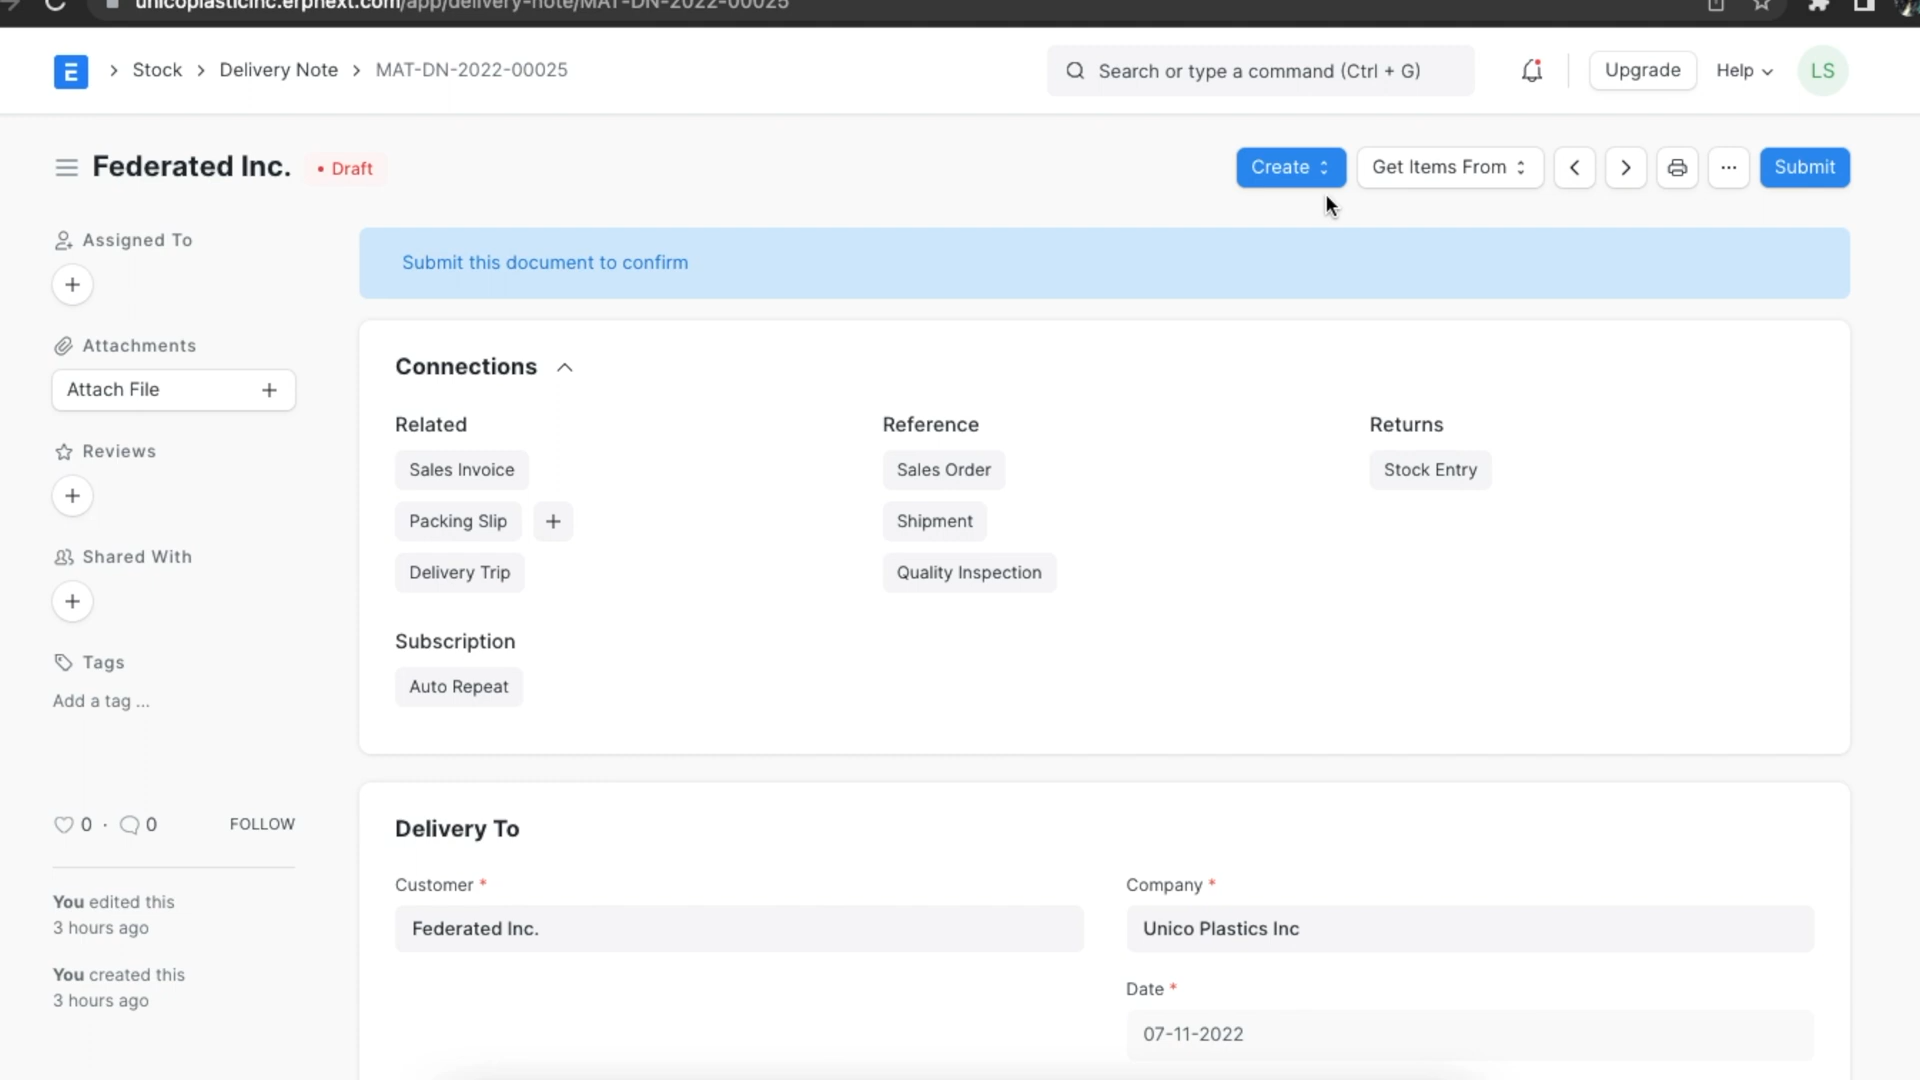 unicoplasticinc.erpnext.com/app/delivery-note/MAT-DN-2022-00025
E
Stock
Delivery Note
MAT-DN-2022-00025
Search or type a command (Ctrl + G)
Upgrade
Help
LS
Federated Inc.
Draft
Create
Get Items From
Submit
Assigned To
Attachments
Attach File
Reviews
Shared With
Tags
Add a tag ...
0 · 0
FOLLOW
You edited this
3 hours ago
You created this
3 hours ago
Submit this document to confirm
Connections
Related
Sales Invoice
Packing Slip
Delivery Trip
Reference
Sales Order
Shipment
Quality Inspection
Returns
Stock Entry
Subscription
Auto Repeat
Delivery To
Customer *
Federated Inc.
Company *
Unico Plastics Inc
Date *
07-11-2022